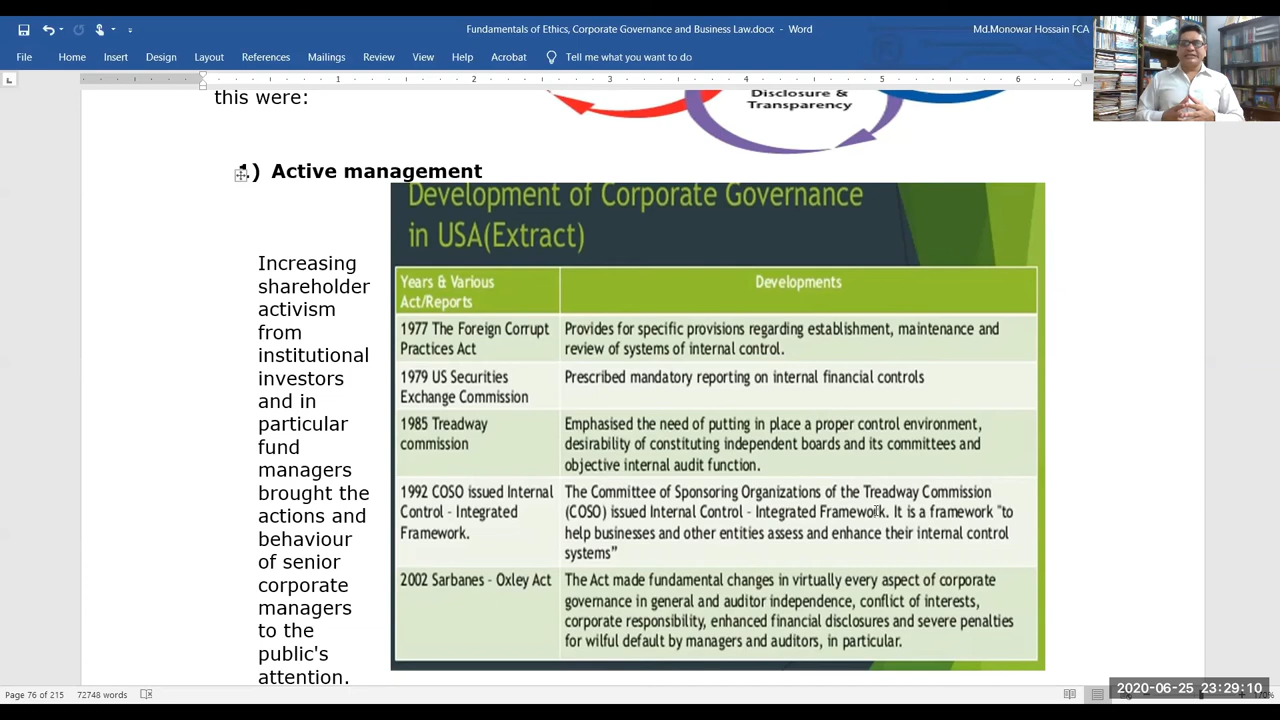 Fundamentals of Ethics, Corporate Governance and Business Law.docx - Word
Md.Monowar Hossain FCA
File Home Insert Design Layout References Mailings Review View Help Acrobat Tell me what you want to do
1 2 3 4 5 6
this were:
Disclosure &
Transparency
) Active management
Development of Corporate Governance
in USA(Extract)
Increasing
shareholder
activism
from
institutional
investors
and in
particular
fund
managers
brought the
actions and
behaviour
of senior
corporate
managers
to the
public's
attention.
Years & Various
Act/Reports
Developments
1977 The Foreign Corrupt
Practices Act
Provides for specific provisions regarding establishment, maintenance and
review of systems of internal control.
1979 US Securities
Exchange Commission
Prescribed mandatory reporting on internal financial controls
1985 Treadway
commission
Emphasised the need of putting in place a proper control environment,
desirability of constituting independent boards and its committees and
objective internal audit function.
1992 COSO issued Internal
Control - Integrated
Framework.
The Committee of Sponsoring Organizations of the Treadway Commission
(COSO) issued Internal Control - Integrated Framework. It is a framework "to
help businesses and other entities assess and enhance their internal control
systems”
2002 Sarbanes - Oxley Act
The Act made fundamental changes in virtually every aspect of corporate
governance in general and auditor independence, conflict of interests,
corporate responsibility, enhanced financial disclosures and severe penalties
for wilful default by managers and auditors, in particular.
Page 76 of 215 72748 words
2020-06-25 23:29:10